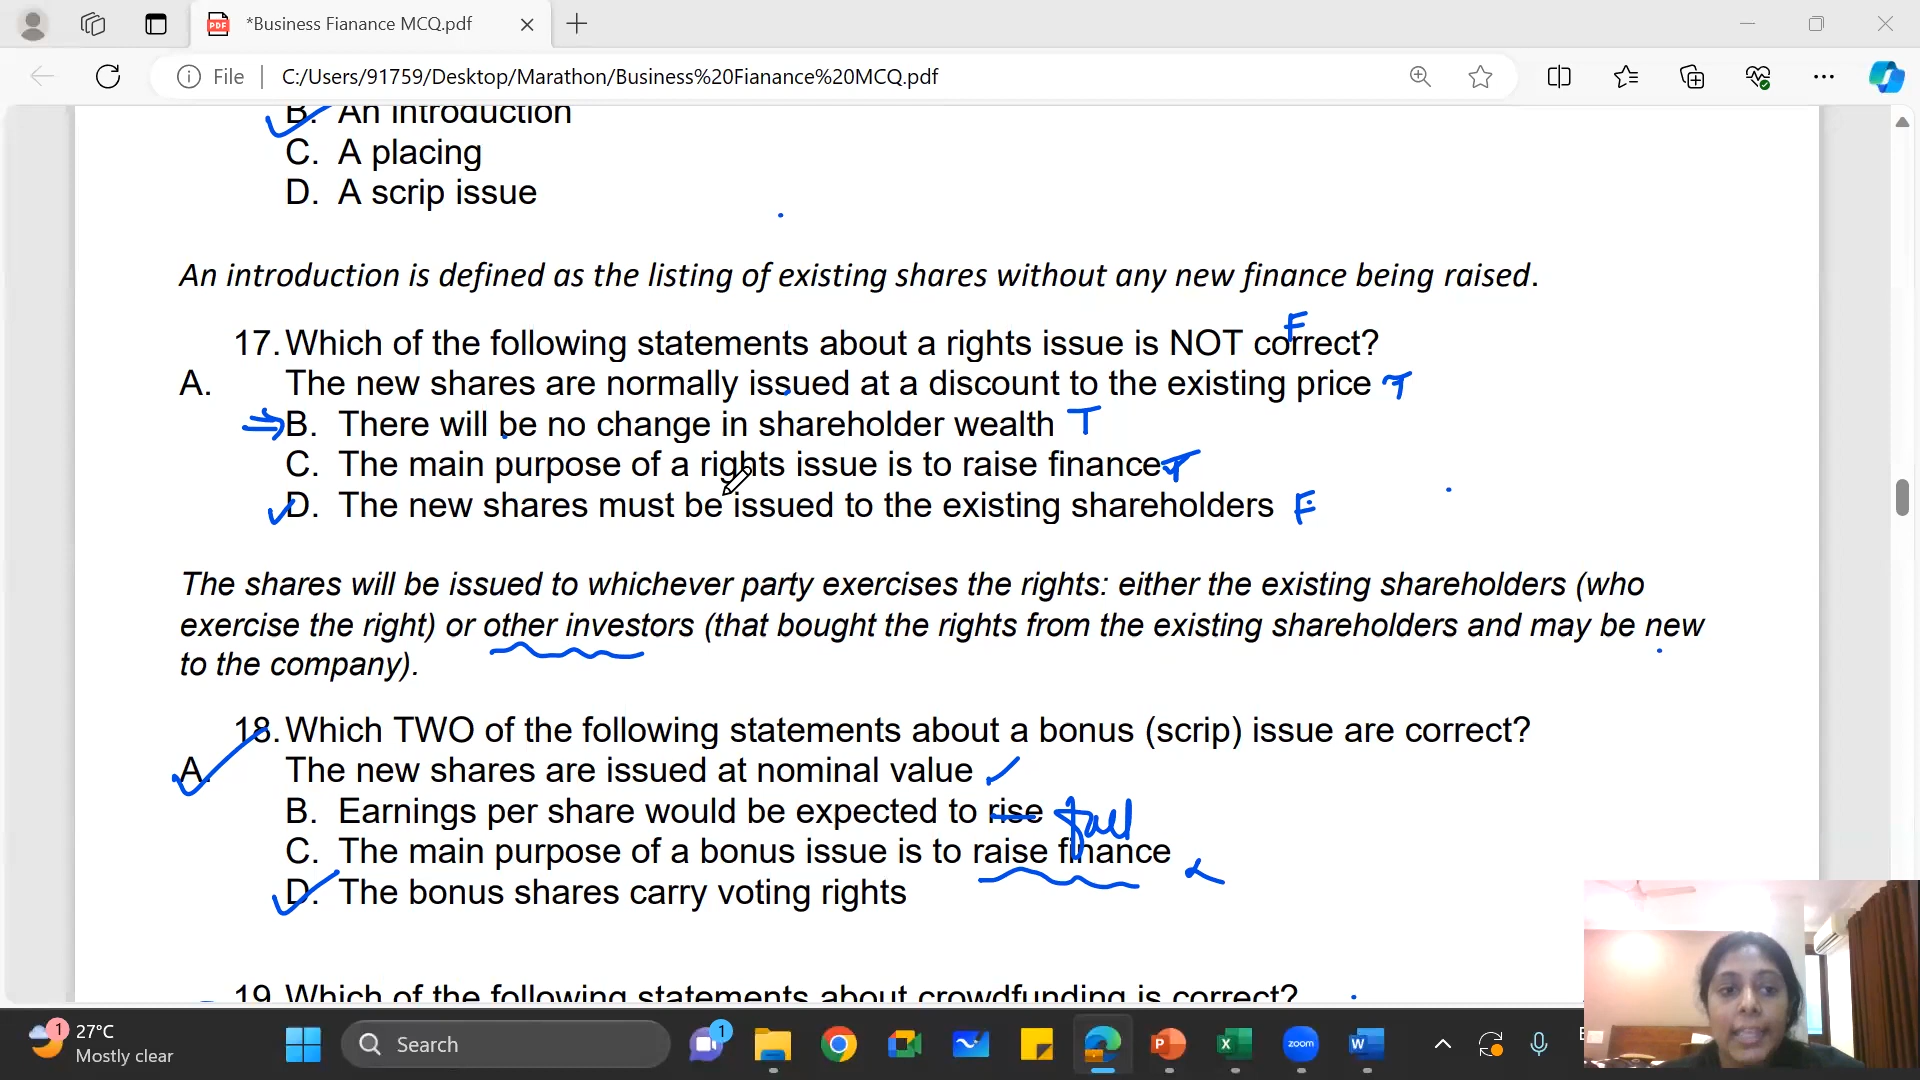 *Business Fianance MCQ.pdf
File | C:/Users/91759/Desktop/Marathon/Business%20Fianance%20MCQ.pdf
B. An introduction
C. A placing
D. A scrip issue
An introduction is defined as the listing of existing shares without any new finance being raised.
F
17. Which of the following statements about a rights issue is NOT correct?
A. The new shares are normally issued at a discount to the existing price T
B. There will be no change in shareholder wealth T
C. The main purpose of a rights issue is to raise finance T
D. The new shares must be issued to the existing shareholders F
The shares will be issued to whichever party exercises the rights: either the existing shareholders (who
exercise the right) or other investors (that bought the rights from the existing shareholders and may be new
to the company).
18. Which TWO of the following statements about a bonus (scrip) issue are correct?
A. The new shares are issued at nominal value
B. Earnings per share would be expected to rise fall
C. The main purpose of a bonus issue is to raise finance
D. The bonus shares carry voting rights
19. Which of the following statements about crowdfunding is correct?
1
27°C
Mostly clear
Search
1
zoom